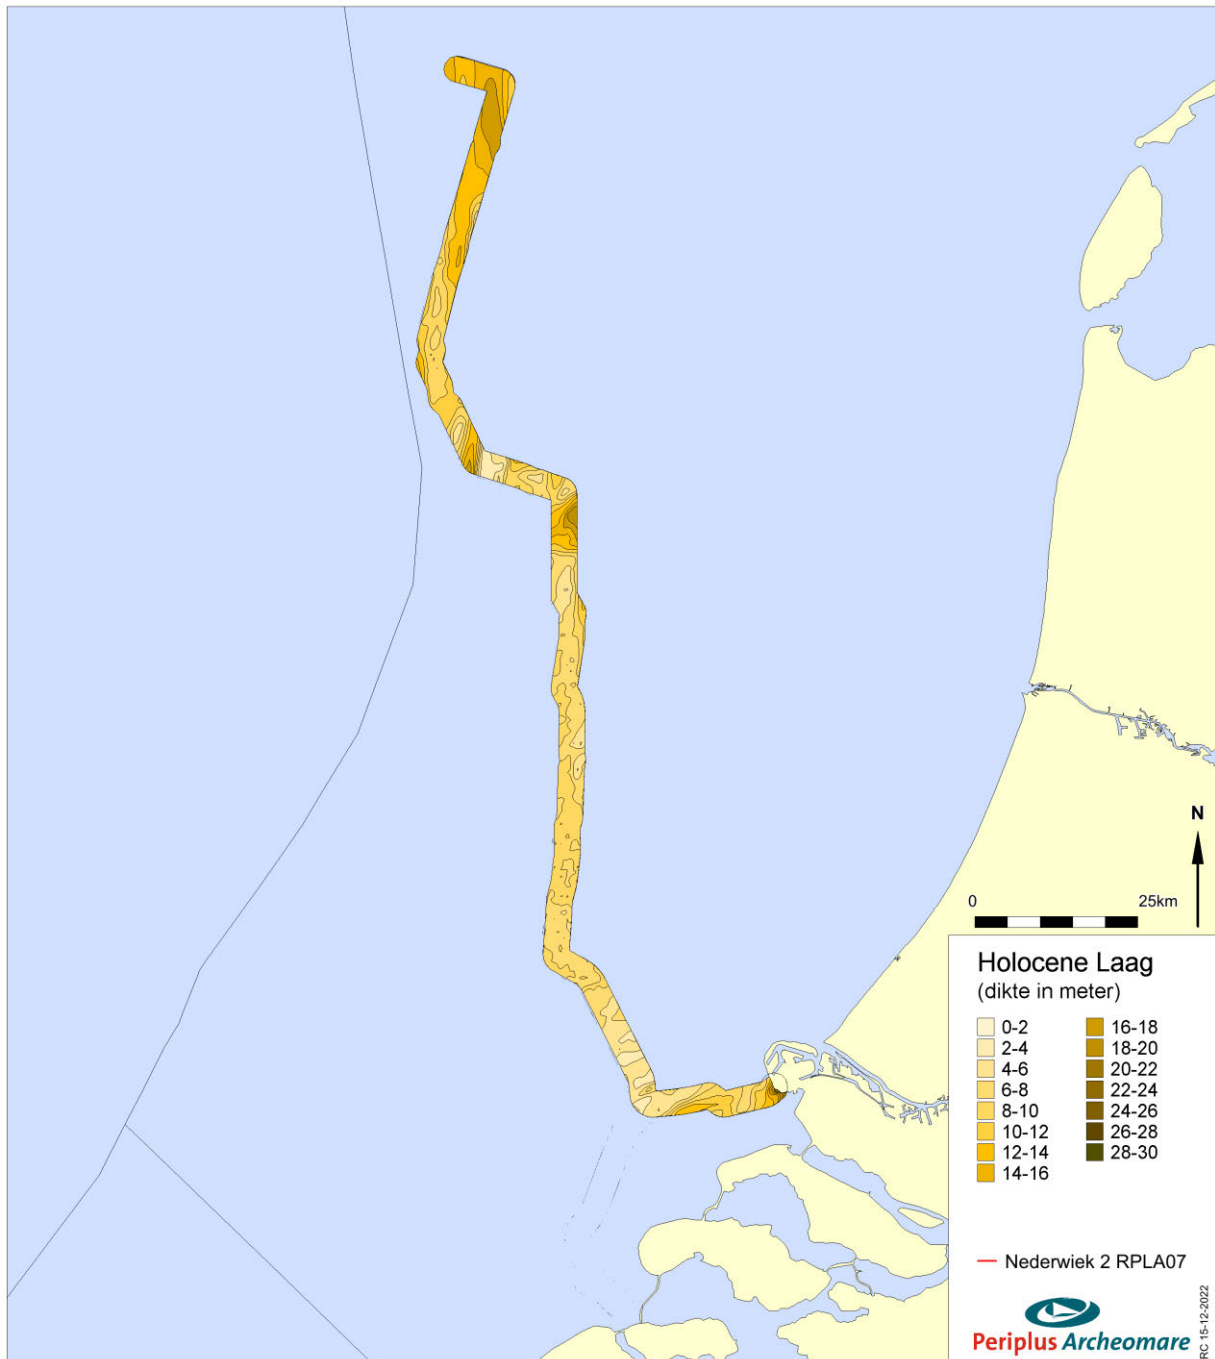 N
0 25km
Holocene Laag
(dikte in meter)
0-2 16-18
2-4 18-20
4-6 20-22
6-8 22-24
8-10 24-26
10-12 26-28
12-14 28-30
14-16
Nederwiek 2 RPLA07
Periplus Archeomare
RC 15-12-2022